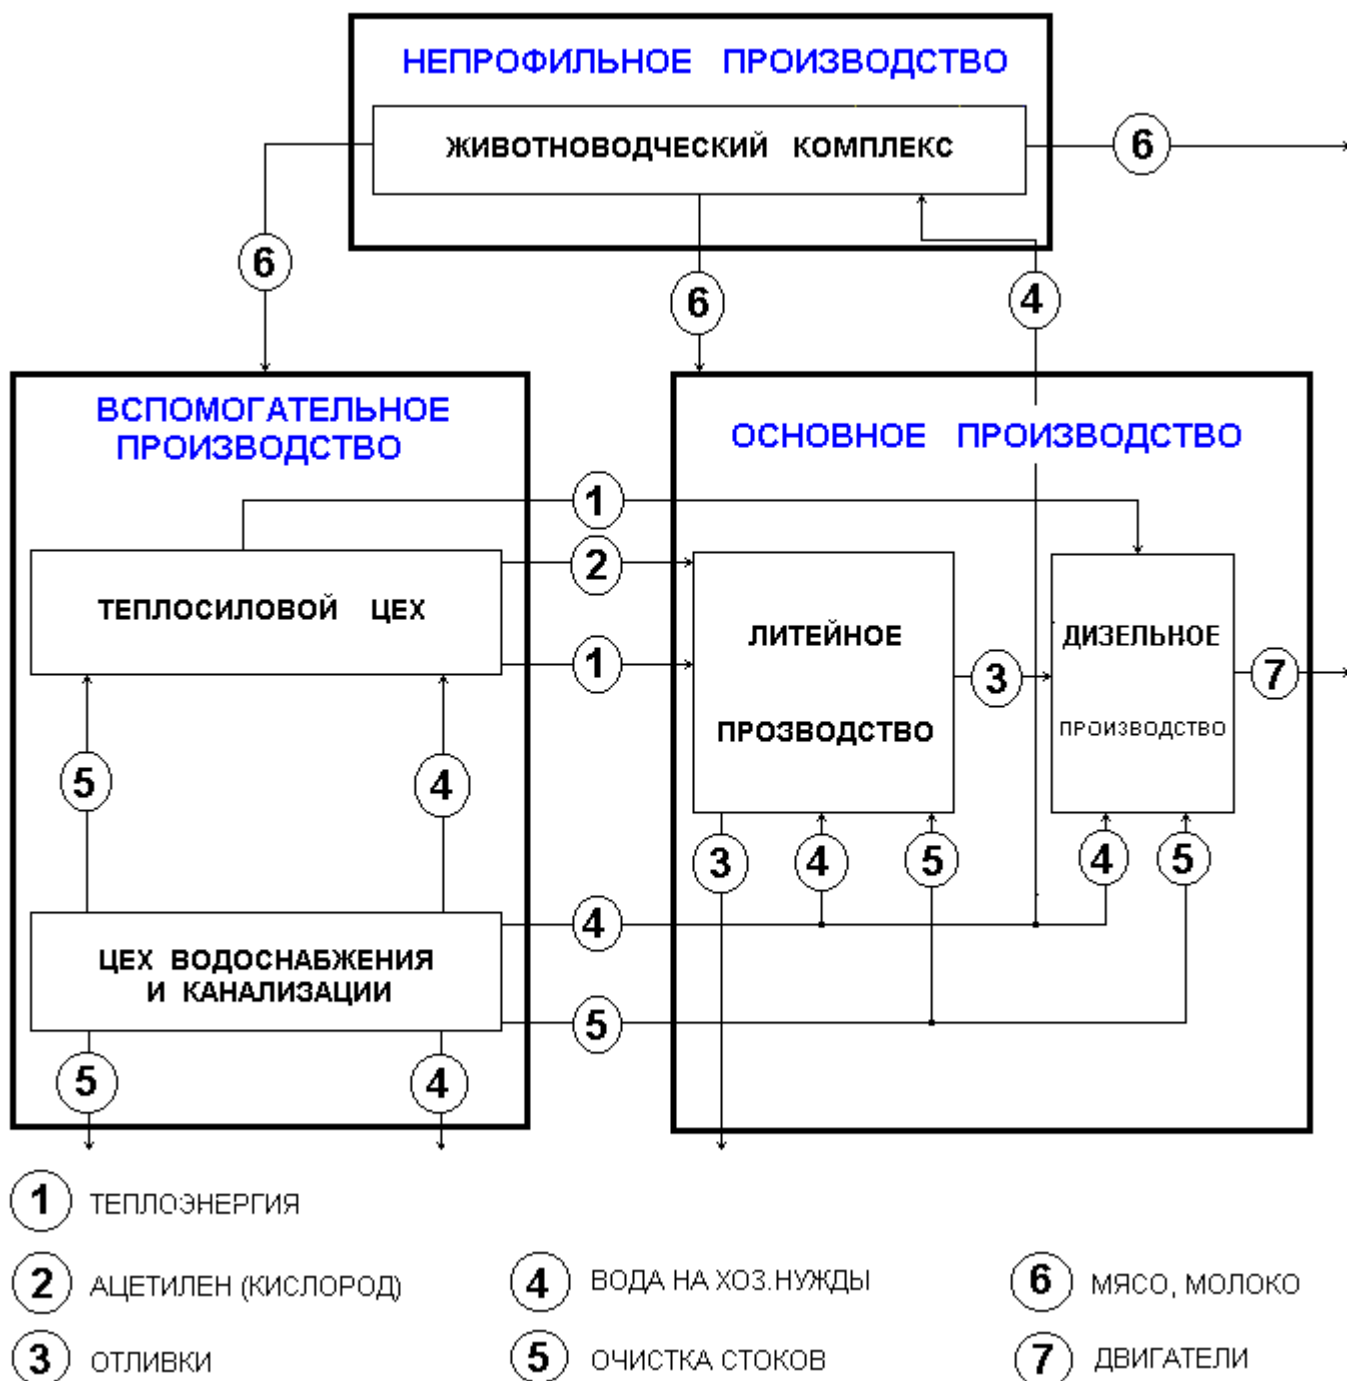 НЕПРОФИЛЬНОЕ ПРОИЗВОДСТВО
ЖИВОТНОВОДЧЕСКИЙ КОМПЛЕКС
6
6
6
4
ВСПОМОГАТЕЛЬНОЕ
ПРОИЗВОДСТВО
ОСНОВНОЕ ПРОИЗВОДСТВО
1
2
1
ТЕПЛОСИЛОВОЙ ЦЕХ
ЛИТЕЙНОЕ
ПРОЗВОДСТВО
3
ДИЗЕЛЬНОЕ
ПРОИЗВОДСТВО
7
5
4
3
4
5
4
5
ЦЕХ ВОДОСНАБЖЕНИЯ
И КАНАЛИЗАЦИИ
4
5
5
4
1 ТЕПЛОЭНЕРГИЯ
2 АЦЕТИЛЕН (КИСЛОРОД)
4 ВОДА НА ХОЗ.НУЖДЫ
6 МЯСО, МОЛОКО
3 ОТЛИВКИ
5 ОЧИСТКА СТОКОВ
7 ДВИГАТЕЛИ